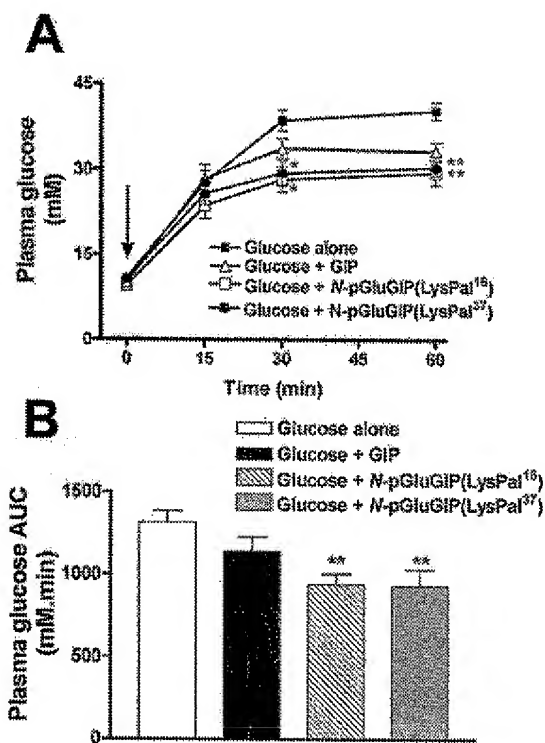 A
45
30
15
0
Plasma glucose
(mM)
Glucose alone
Glucose + GIP
Glucose + N-pGluGIP(LysPal¹⁶)
Glucose + N-pGluGIP(LysPal³⁷)
*
*
**
**
0 15 30 45 60
Time (min)
B
Glucose alone
Glucose + GIP
Glucose + N-pGluGIP(LysPal¹⁶)
Glucose + N-pGluGIP(LysPal³⁷)
1500
1000
500
0
Plasma glucose AUC
(mM.min)
** **